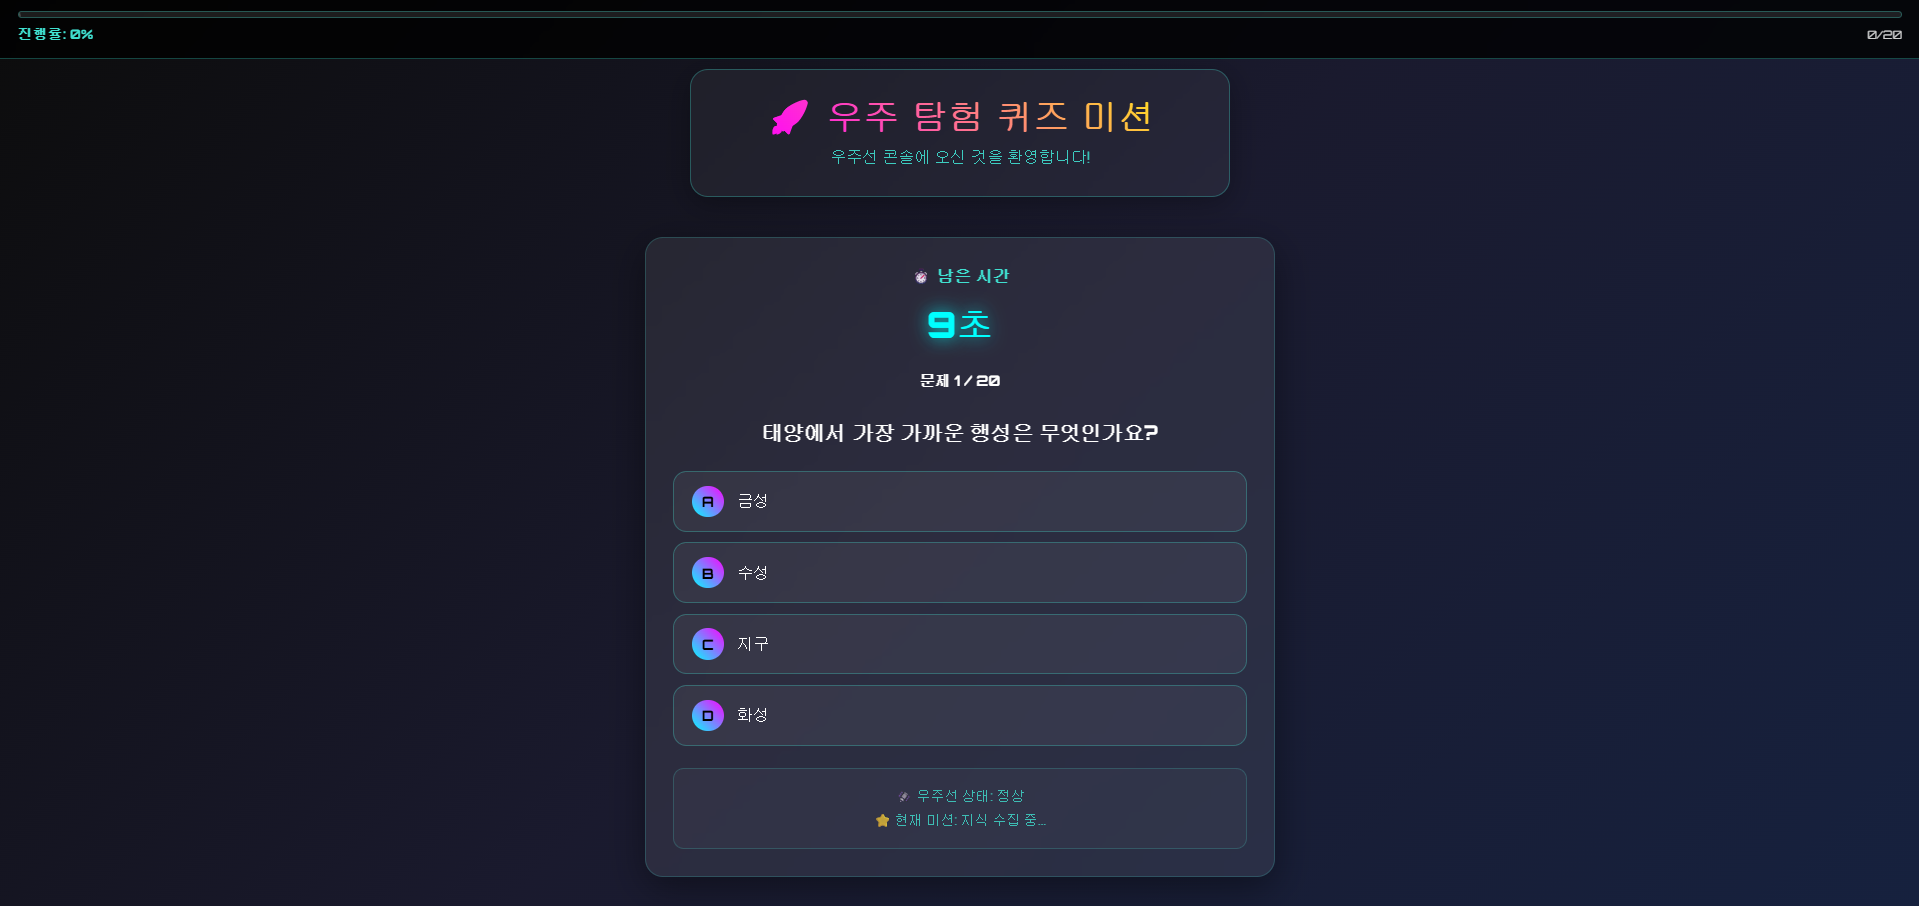 진행률: 0%
0/20
우주 탐험 퀴즈 미션
우주선 콘솔에 오신 것을 환영합니다!
남은 시간
9초
문제 1 / 20
태양에서 가장 가까운 행성은 무엇인가요?
A 금성
B 수성
C 지구
D 화성
우주선 상태: 정상
현재 미션: 지식 수집 중...